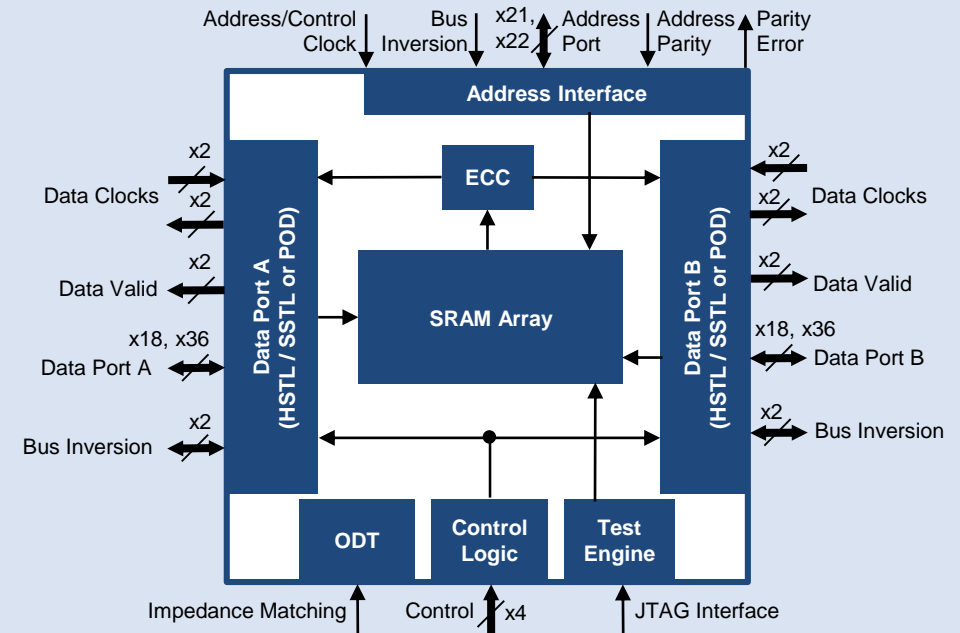 Address/Control Clock
Bus Inversion
x21, x22
Address Port
Address Parity
Parity Error
Address Interface
x2
Data Clocks
x2
x2
Data Valid
x18, x36
Data Port A
x2
Bus Inversion
Data Port A
(HSTL / SSTL or POD)
ECC
SRAM Array
Data Port B
(HSTL / SSTL or POD)
x2
Data Clocks
x2
x2
Data Valid
x18, x36
Data Port B
x2
Bus Inversion
ODT
Control Logic
Test Engine
Impedance Matching
Control
x4
JTAG Interface